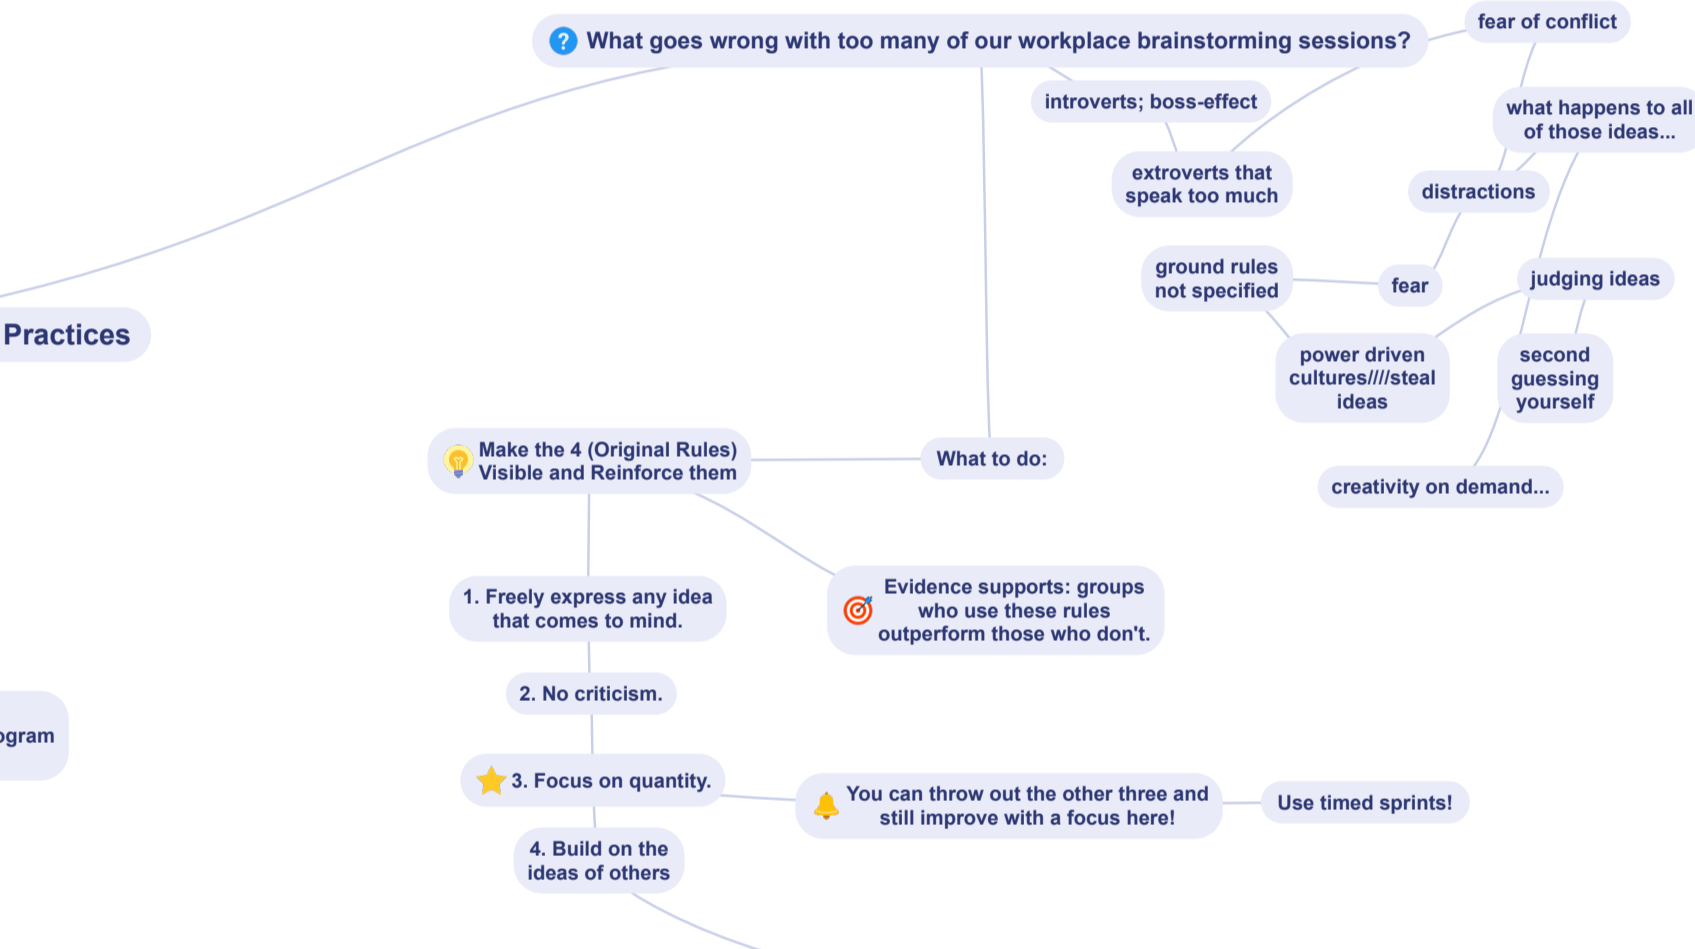 What goes wrong with too many of our workplace brainstorming sessions?
fear of conflict
introverts; boss-effect
what happens to all
of those ideas...
extroverts that
speak too much
distractions
ground rules
not specified
fear
judging ideas
Practices
power driven
cultures////steal
ideas
second
guessing
yourself
Make the 4 (Original Rules)
Visible and Reinforce them
What to do:
creativity on demand...
1. Freely express any idea
that comes to mind.
Evidence supports: groups
who use these rules
outperform those who don't.
2. No criticism.
ogram
3. Focus on quantity.
You can throw out the other three and
still improve with a focus here!
Use timed sprints!
4. Build on the
ideas of others